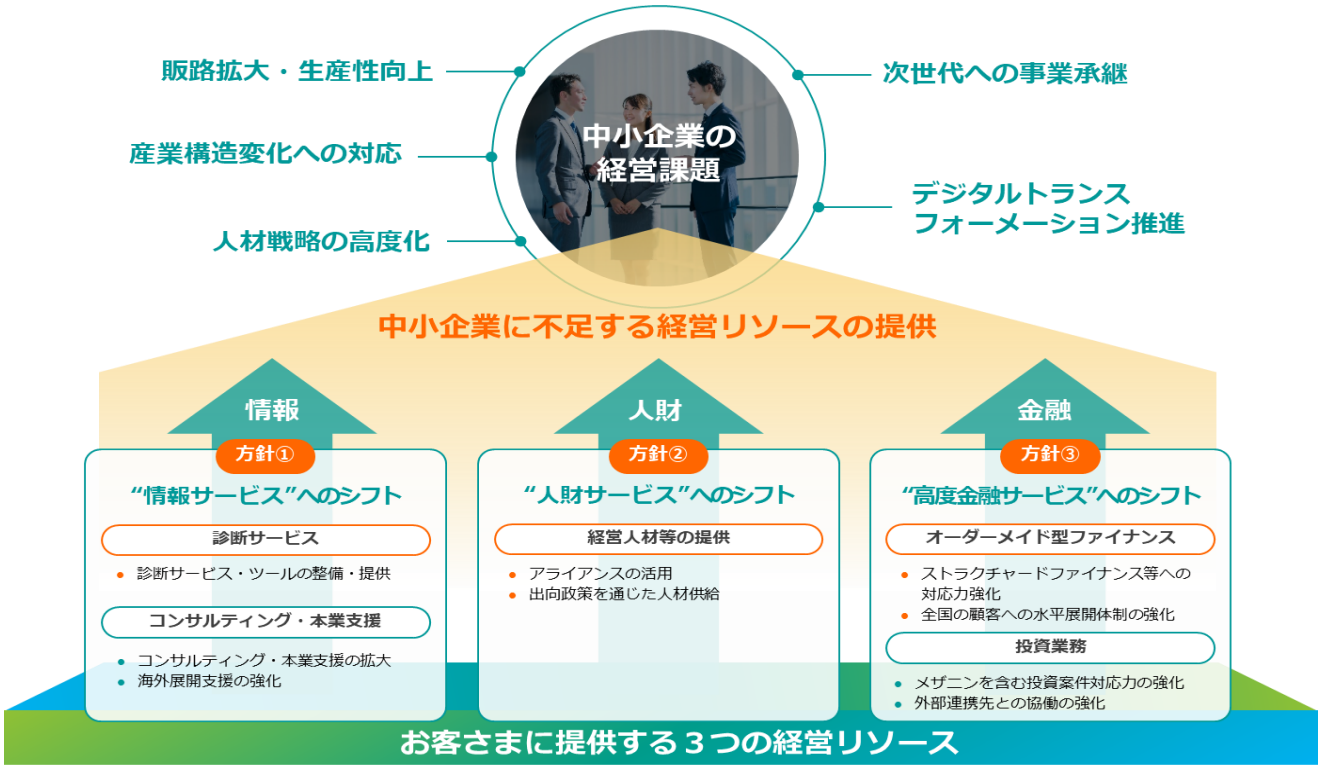 販路拡大・生産性向上
産業構造変化への対応
人材戦略の高度化
中小企業の
経営課題
次世代への事業承継
デジタルトランス
フォーメーション推進
中小企業に不足する経営リソースの提供
情報
方針①
“情報サービス”へのシフト
診断サービス
• 診断サービス・ツールの整備・提供
コンサルティング・本業支援
• コンサルティング・本業支援の拡大
• 海外展開支援の強化
人財
方針②
“人財サービス”へのシフト
経営人材等の提供
• アライアンスの活用
• 出向政策を通じた人材供給
金融
方針③
“高度金融サービス”へのシフト
オーダーメイド型ファイナンス
• ストラクチャードファイナンス等への
対応力強化
• 全国の顧客への水平展開体制の強化
投資業務
• メザニンを含む投資案件対応力の強化
• 外部連携先との協働の強化
お客さまに提供する３つの経営リソース